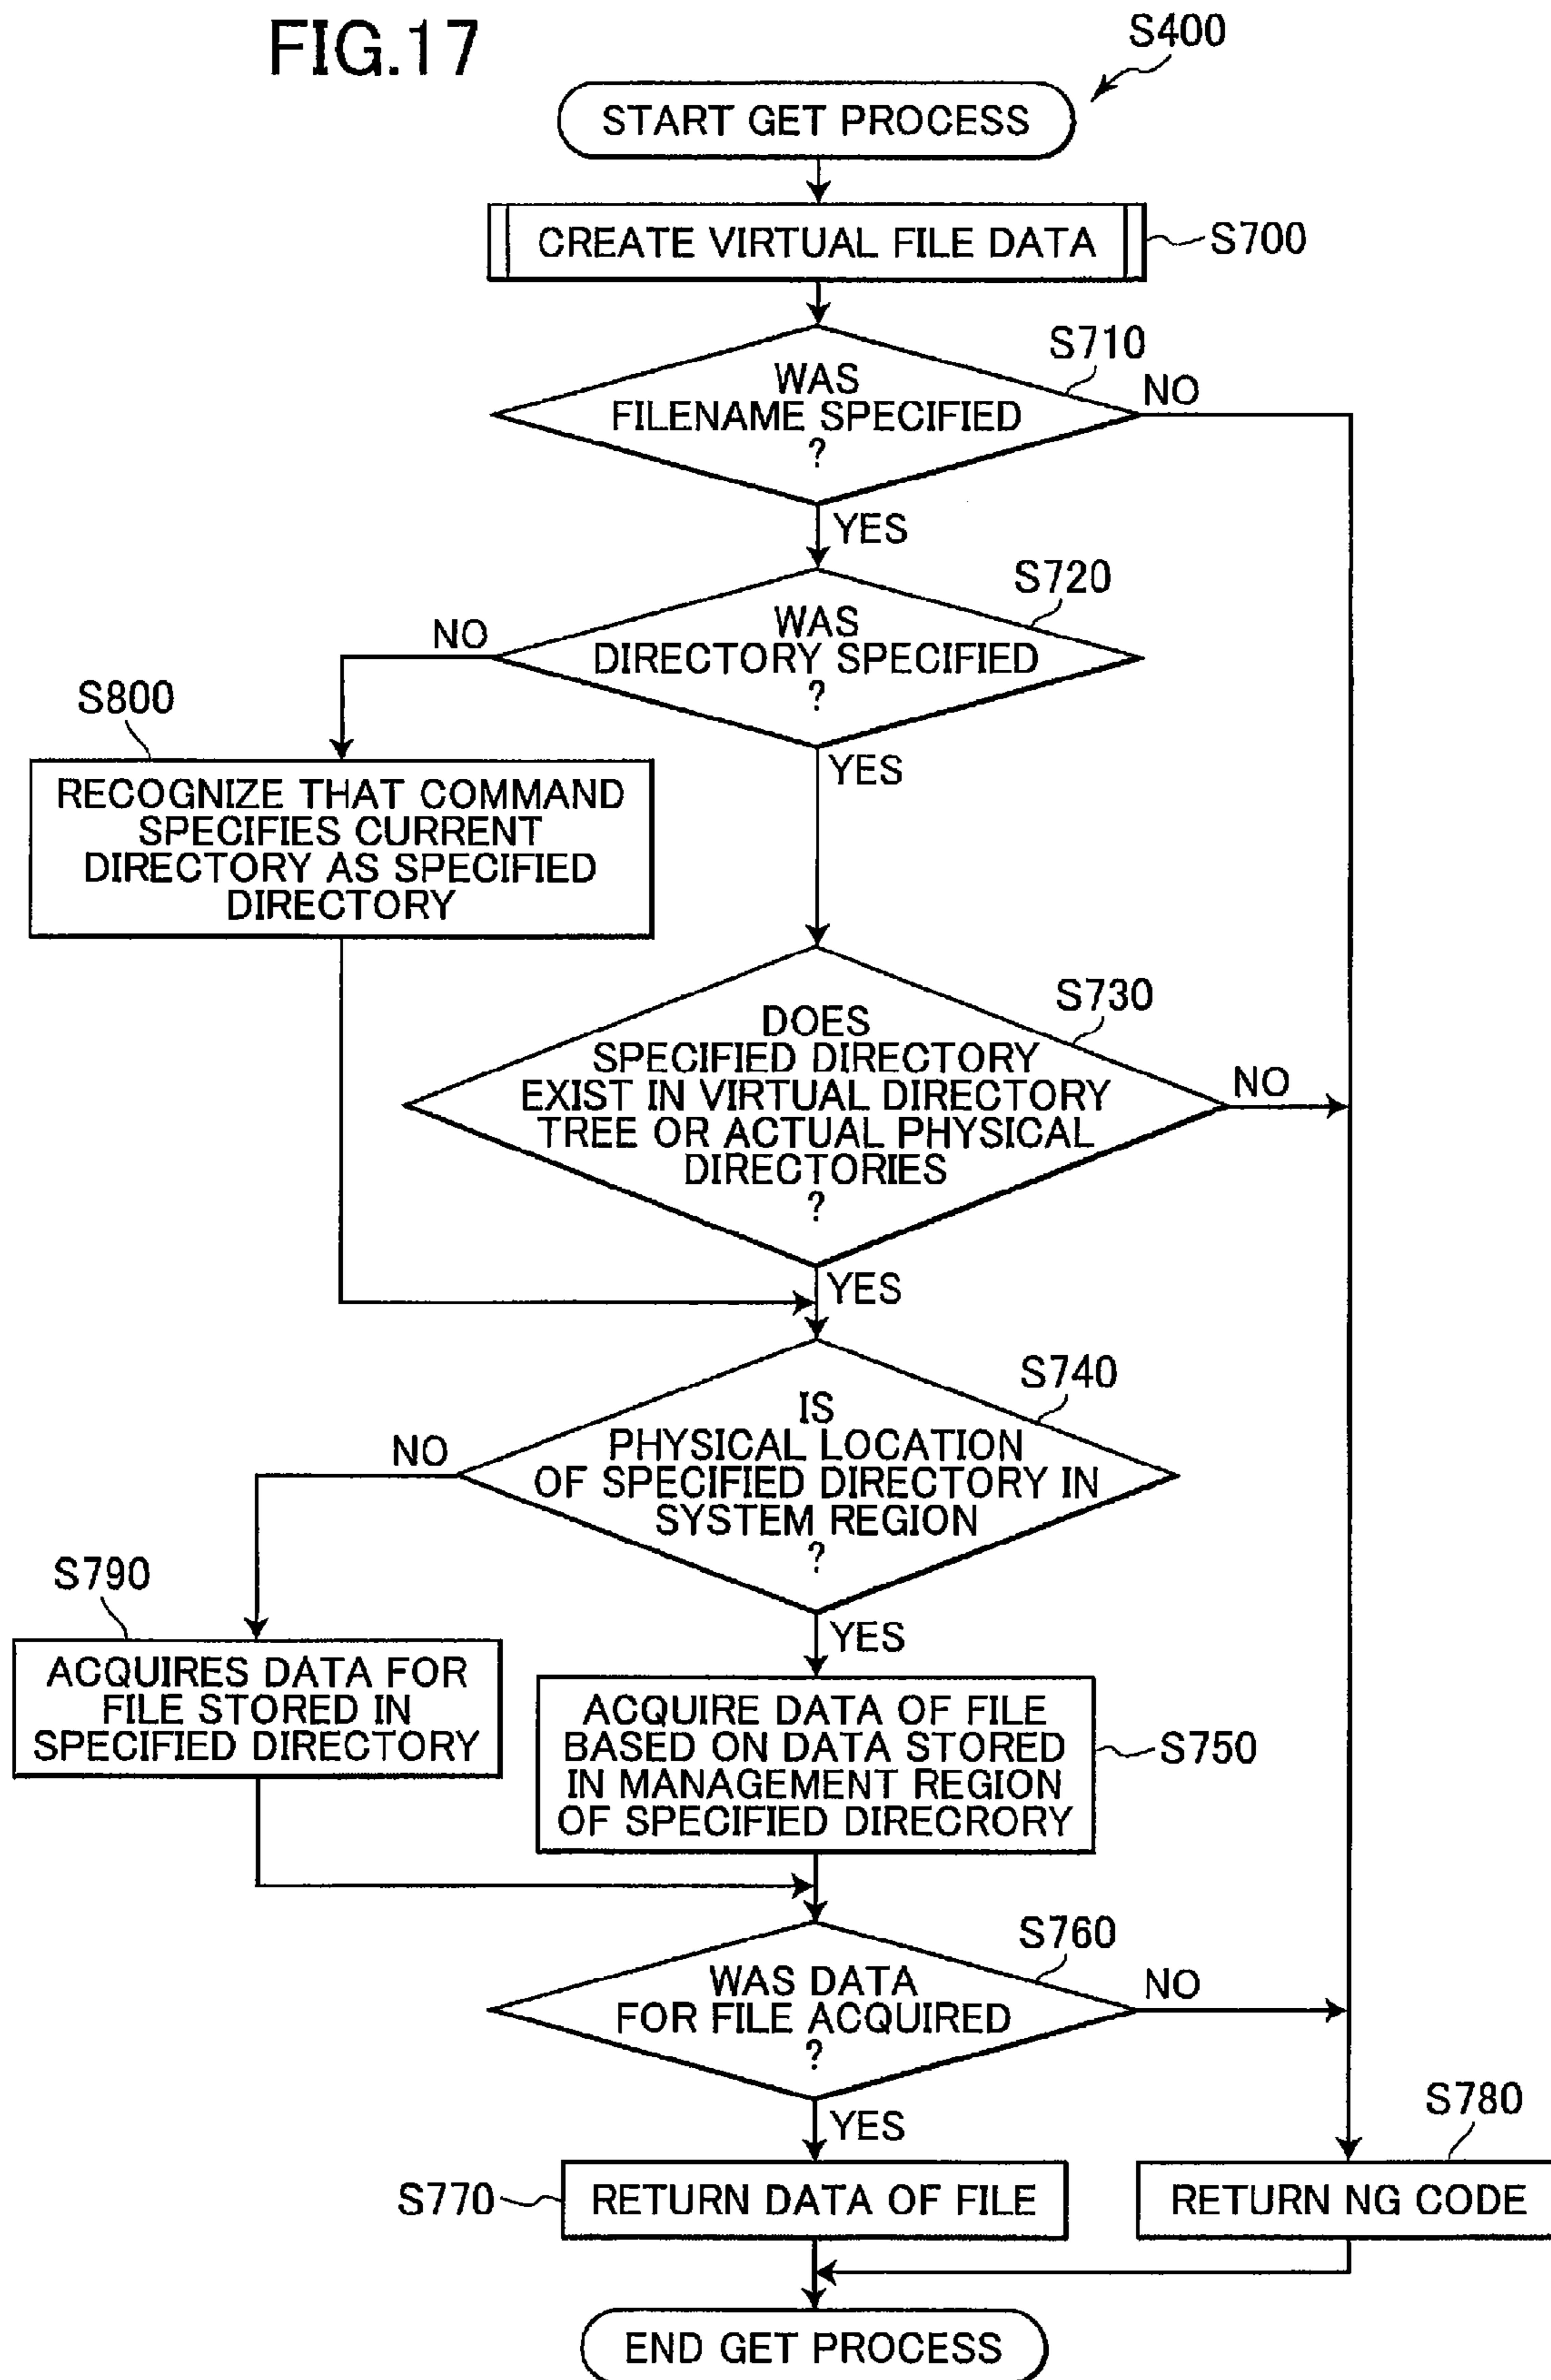 FIG.17
S400
START GET PROCESS
CREATE VIRTUAL FILE DATA
S700
S710
WAS
FILENAME SPECIFIED
?
NO
YES
S720
WAS
DIRECTORY SPECIFIED
?
NO
YES
S800
RECOGNIZE THAT COMMAND
SPECIFIES CURRENT
DIRECTORY AS SPECIFIED
DIRECTORY
S730
DOES
SPECIFIED DIRECTORY
EXIST IN VIRTUAL DIRECTORY
TREE OR ACTUAL PHYSICAL
DIRECTORIES
?
NO
YES
S740
IS
PHYSICAL LOCATION
OF SPECIFIED DIRECTORY IN
SYSTEM REGION
?
NO
YES
S790
ACQUIRES DATA FOR
FILE STORED IN
SPECIFIED DIRECTORY
ACQUIRE DATA OF FILE
BASED ON DATA STORED
IN MANAGEMENT REGION
OF SPECIFIED DIRECRORY
S750
S760
WAS DATA
FOR FILE ACQUIRED
?
NO
YES
S770
RETURN DATA OF FILE
S780
RETURN NG CODE
END GET PROCESS